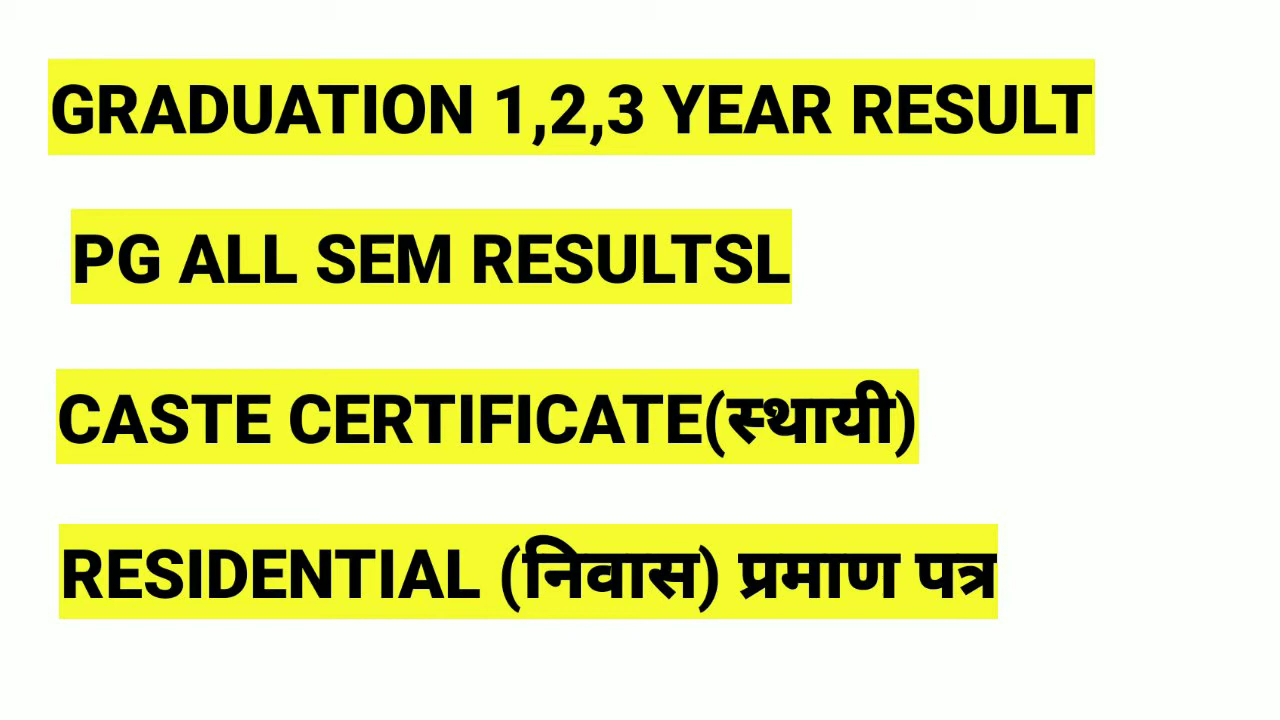 GRADUATION 1,2,3 YEAR RESULT
PG ALL SEM RESULTSL
CASTE CERTIFICATE(स्थायी)
RESIDENTIAL (निवास) प्रमाण पत्र